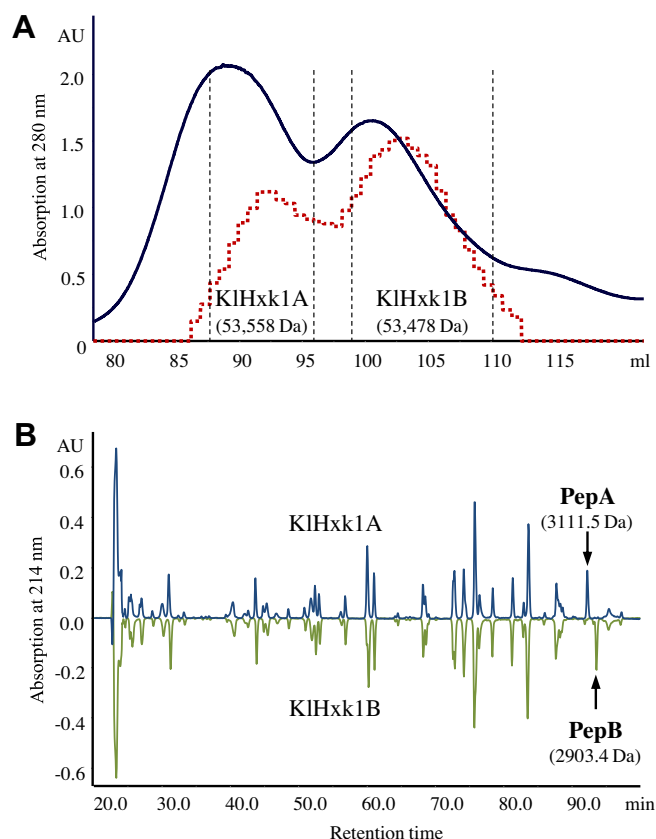 A
AU
2.0
1.5
1.0
0.5
0
Absorption at 280 nm
KlHxk1A
(53,558 Da)
KlHxk1B
(53,478 Da)
80 85 90 95 100 105 110 115 ml
B
AU
0.6
0.4
0.2
0.0
-0.2
-0.4
-0.6
Absorption at 214 nm
KlHxk1A
PepA
(3111.5 Da)
KlHxk1B
PepB
(2903.4 Da)
20.0 30.0 40.0 50.0 60.0 70.0 80.0 90.0 min
Retention time